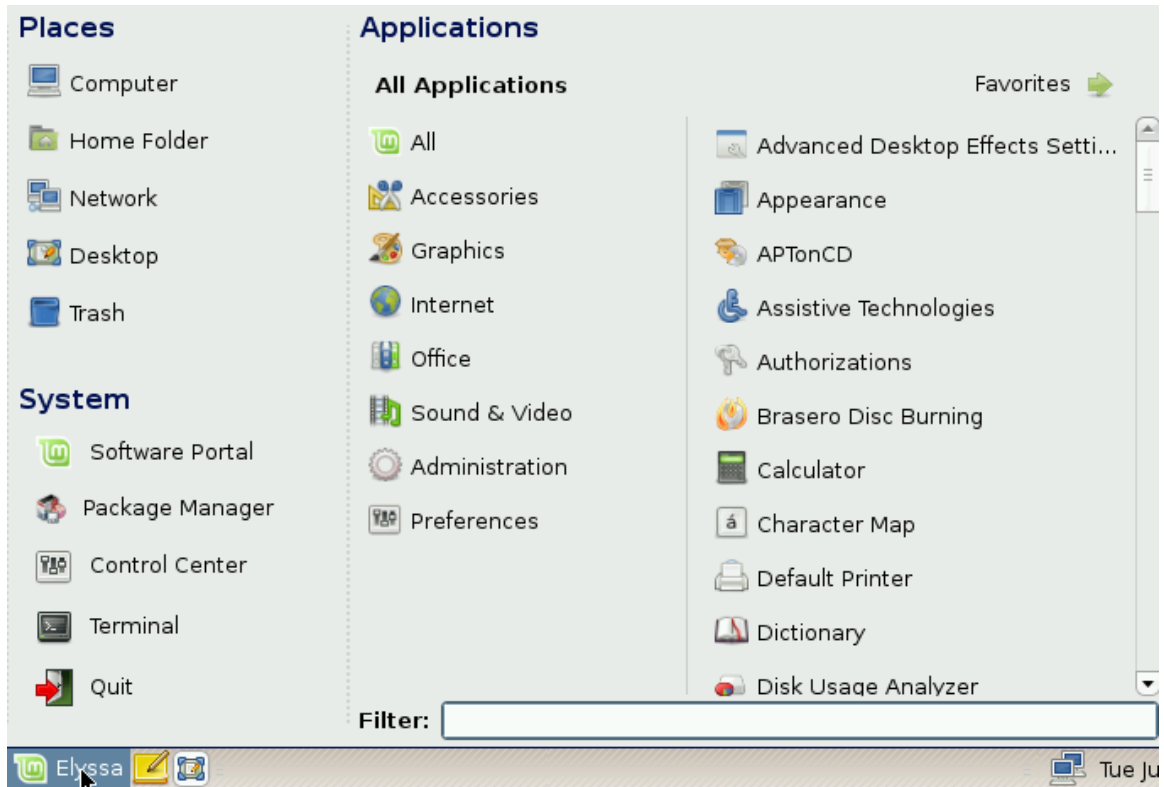 Places
Computer
Home Folder
Network
Desktop
Trash
System
Software Portal
Package Manager
Control Center
Terminal
Quit
Applications
All Applications
Favorites
All
Accessories
Graphics
Internet
Office
Sound & Video
Administration
Preferences
Advanced Desktop Effects Setti...
Appearance
APTonCD
Assistive Technologies
Authorizations
Brasero Disc Burning
Calculator
Character Map
Default Printer
Dictionary
Disk Usage Analyzer
Filter:
Elyssa
Tue Ju